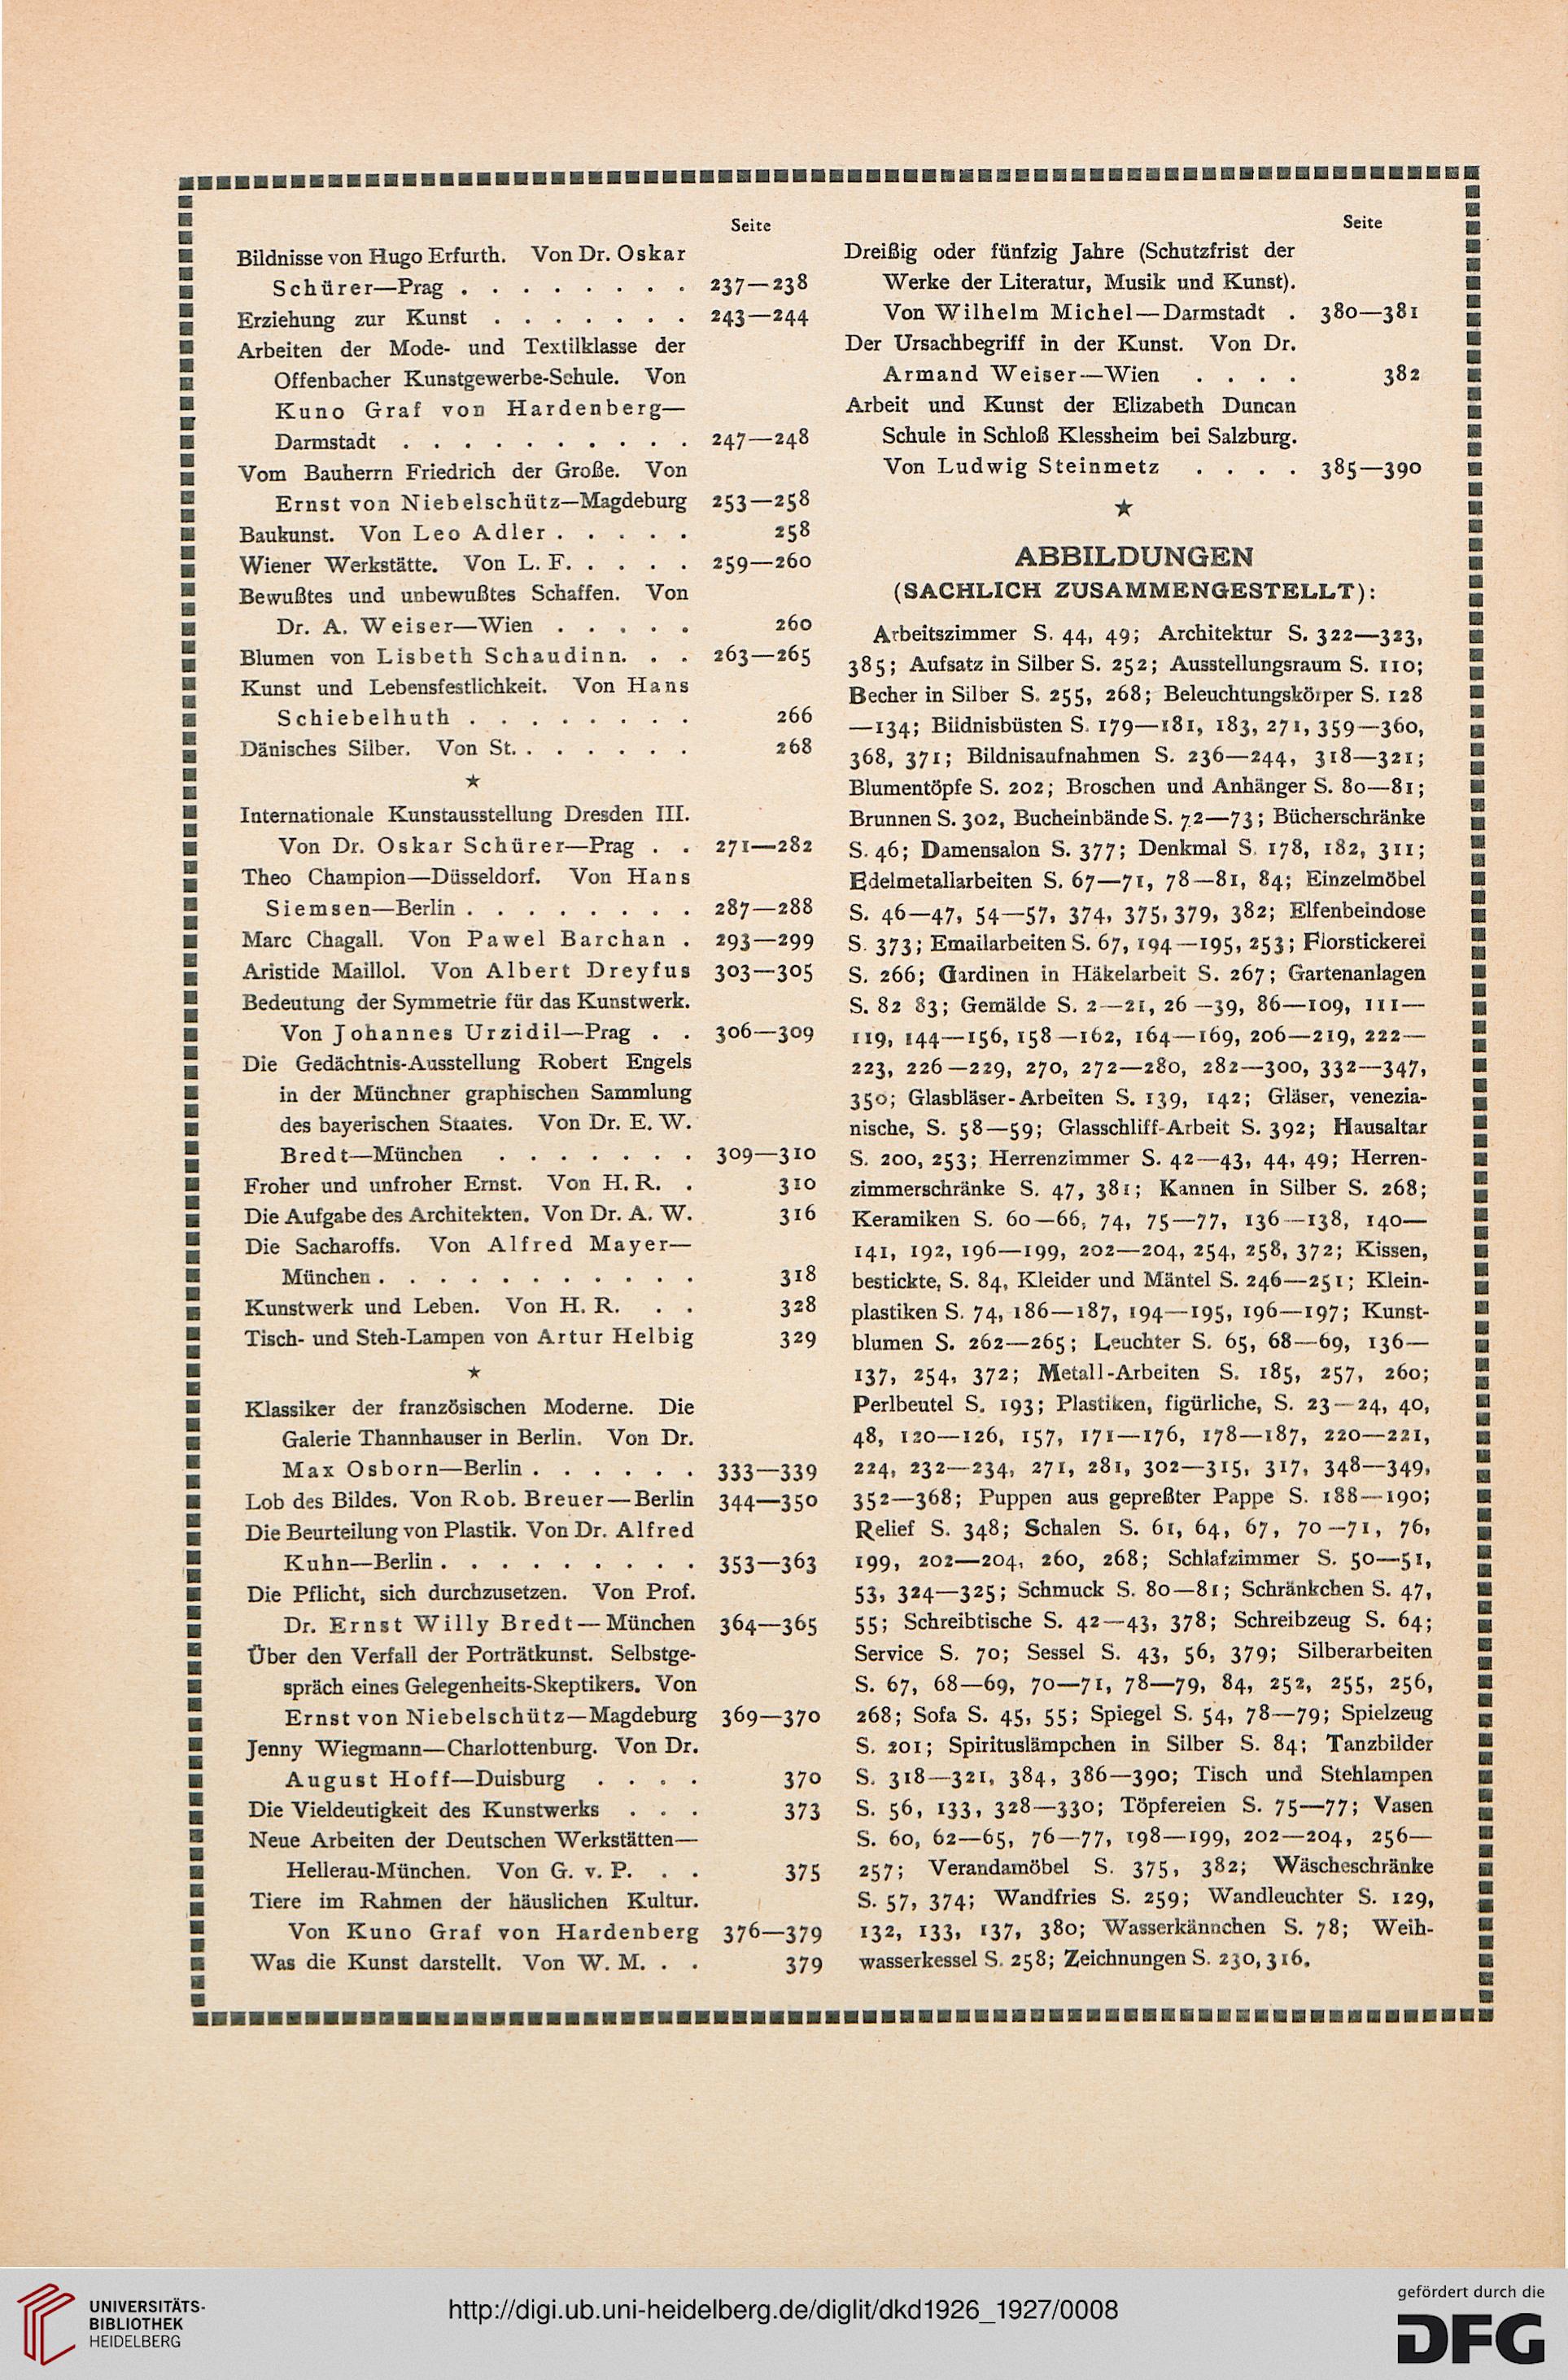 Seite
Bildnisse von Hugo Erfurth. Von Dr. Oskar
Schürer—Prag . . . . . . . . 237—238
Erziehung zur Kunst . . . . . . . 243—244
Arbeiten der Mode- und Textilklasse der
Offenbacher Kunstgewerbe-Schule. Von
Kuno Graf von Hardenberg—
Darmstadt . . . . . . . . . . 247—248
Vom Bauherrn Friedrich der Große. Von
Ernst von Niebelschütz—Magdeburg 253—258
Baukunst. Von Leo Adler . . . . . 258
Wiener Werkstätte. Von L. F. . . . . 259—260
Bewußtes und unbewußtes Schaffen. Von
Dr. A. Weiser—Wien . . . . . 260
Blumen von Lisbeth Schaudinn. . . 263—265
Kunst und Lebensfestlichkeit. Von Hans
Schiebelhuth . . . . . . . . 266
Dänisches Silber. Von St. . . . . . . 268
★
Internationale Kunstausstellung Dresden III.
Von Dr. Oskar Schürer—Prag . . 271—282
Theo Champion—Düsseldorf. Von Hans
Siemsen—Berlin . . . . . . . . 287—288
Marc Chagall. Von Pawel Barchan . 293—299
Aristide Maillol. Von Albert Dreyfus 303—305
Bedeutung der Symmetrie für das Kunstwerk.
Von Johannes Urzidil—Prag . . 306—309
Die Gedächtnis-Ausstellung Robert Engels
in der Münchner graphischen Sammlung
des bayerischen Staates. Von Dr. E. W.
Bredt—München . . . . . . . 309—310
Froher und unfroher Ernst. Von H. R. . 310
Die Aufgabe des Architekten. Von Dr. A. W. 316
Die Sacharoffs. Von Alfred Mayer—
München . . . . . . . . . . . 318
Kunstwerk und Leben. Von H. R. . . 328
Tisch- und Steh-Lampen von Artur Helbig 329
★
Klassiker der französischen Moderne. Die
Galerie Thannhauser in Berlin. Von Dr.
Max Osborn—Berlin . . . . . . 333—339
Lob des Bildes. Von Rob. Breuer—Berlin 344—350
Die Beurteilung von Plastik. Von Dr. Alfred
Kuhn—Berlin . . . . . . . . . 353—363
Die Pflicht, sich durchzusetzen. Von Prof.
Dr. Ernst Willy Bredt—München 364—365
Über den Verfall der Porträtkunst. Selbstge-
spräch eines Gelegenheits-Skeptikers. Von
Ernst von Niebelschütz—Magdeburg 369—370
Jenny Wiegmann—Charlottenburg. Von Dr.
August Hoff—Duisburg . . . . 370
Die Vieldeutigkeit des Kunstwerks . . . 373
Neue Arbeiten der Deutschen Werkstätten—
Hellerau-München. Von G. v. P. . . 375
Tiere im Rahmen der häuslichen Kultur.
Von Kuno Graf von Hardenberg 376—379
Was die Kunst darstellt. Von W. M. . . 379
Seite
Dreißig oder fünfzig Jahre (Schutzfrist der
Werke der Literatur, Musik und Kunst).
Von Wilhelm Michel—Darmstadt . 380—381
Der Ursachbegriff in der Kunst. Von Dr.
Armand Weiser—Wien . . . . 382
Arbeit und Kunst der Elizabeth Duncan
Schule in Schloß Klessheim bei Salzburg.
Von Ludwig Steinmetz . . . . 385—390
★
ABBILDUNGEN
(SACHLICH ZUSAMMENGESTELLT):
Arbeitszimmer S. 44, 49; Architektur S. 322—323,
385; Aufsatz in Silber S. 252; Ausstellungsraum S. 110;
Becher in Silber S. 255, 268; Beleuchtungskörper S. 128
—134; Bildnisbüsten S. 179—181, 183, 271, 359—360,
368, 371; Bildnisaufnahmen S. 236—244, 318—321;
Blumentöpfe S. 202; Broschen und Anhänger S. 80—81;
Brunnen S. 302, Bucheinbände S. 72—73; Bücherschränke
S. 46; Damensalon S. 377; Denkmal S. 178, 182, 311;
Edelmetallarbeiten S. 67—71, 78—81, 84; Einzelmöbel
S. 46—47, 54—57, 374, 375, 379, 382; Elfenbeindose
S. 373; Emailarbeiten S. 67, 194—195, 253; Florstickerei
S. 266; Gardinen in Häkelarbeit S. 267; Gartenanlagen
S. 82 83; Gemälde S. 2—21, 26—39, 86—109, 111—
119, 144—156, 158—162, 164—169, 206—219, 222—
223, 226—229, 270, 272—280, 282—300, 332—347,
350; Glasbläser-Arbeiten S. 139, 142; Gläser, venezia-
nische, S. 58—59; Glasschliff-Arbeit S. 392; Hausaltar
S. 200, 253; Herrenzimmer S. 42—43, 44, 49; Herren-
zimmerschränke S. 47, 381; Kannen in Silber S. 268;
Keramiken S. 60—66, 74, 75—77, 136—138, 140—
141, 192, 196—199, 202—204, 254, 258, 372; Kissen,
bestickte, S. 84, Kleider und Mäntel S. 246—251; Klein-
plastiken S. 74, 186—187, 194—195, 196—197; Kunst-
blumen S. 262—265; Leuchter S. 65, 68—69, 136—
137, 254, 372; Metall-Arbeiten S. 185, 257, 260;
Perlbeutel S. 193; Plastiken, figürliche, S. 23—24, 40,
48, 120—126, 157, 171—176, 178—187, 220—221,
224, 232—234, 271, 281, 302—315, 317, 348—349,
352—368; Puppen aus gepreßter Pappe S. 188—190;
Relief S. 348; Schalen S. 61, 64, 67, 70—71, 76,
199, 202—204, 260, 268; Schlafzimmer S. 50—51,
53, 324—325; Schmuck S. 80—81; Schränkchen S. 47,
55; Schreibtische S. 42—43, 378; Schreibzeug S. 64;
Service S. 70; Sessel S. 43, 56, 379; Silberarbeiten
S. 67, 68—69, 70—71, 78—79, 84, 252, 255, 256,
268; Sofa S. 45, 55; Spiegel S. 54, 78—79; Spielzeug
S. 201; Spirituslämpchen in Silber S. 84; Tanzbilder
S. 318—321, 384, 386—390; Tisch und Stehlampen
S. 56, 133, 328—330; Töpfereien S. 75—77; Vasen
S. 60, 62—65, 76—77, 198—199, 202—204, 256—
257; Verandamöbel S. 375, 382; Wäscheschränke
S. 57, 374; Wandfries S. 259; Wandleuchter S. 129,
132, 133, 137, 380; Wasserkännchen S. 78; Weih-
wasserkessel S. 258; Zeichnungen S. 230, 316.
UNIVERSITÄTS-
BIBLIOTHEK
HEIDELBERG
http://digi.ub.uni-heidelberg.de/diglit/dkd1926_1927/0008
gefördert durch die
DFG